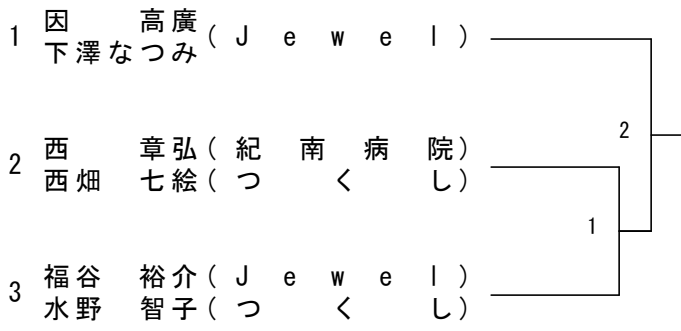 1 因 高廣(Jewel)
下澤なつみ
2 西 章弘(紀南病院)
西畑 七絵(つくし)
3 福谷 裕介(Jewel)
水野 智子(つくし)
2
1